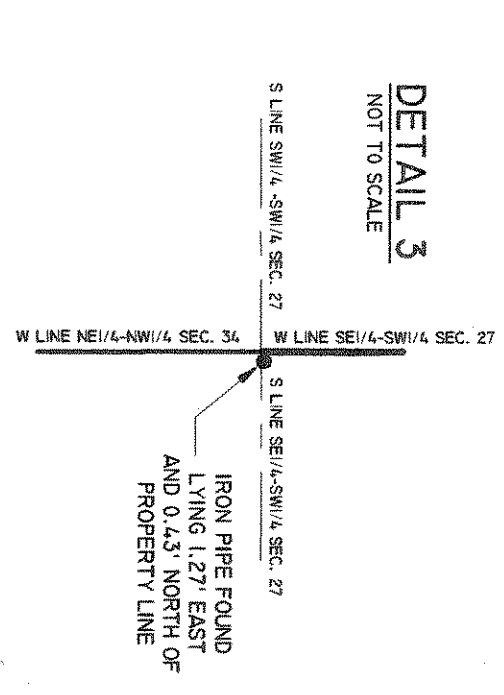 DETAIL 3
NOT TO SCALE
S LINE SW1/4 -SW1/4 SEC. 27
W LINE NE1/4-NW1/4 SEC. 34
W LINE SE1/4-SW1/4 SEC. 27
S LINE SE1/4-SW1/4 SEC. 27
IRON PIPE FOUND
LYING 1.27' EAST
AND 0.43' NORTH OF
PROPERTY LINE